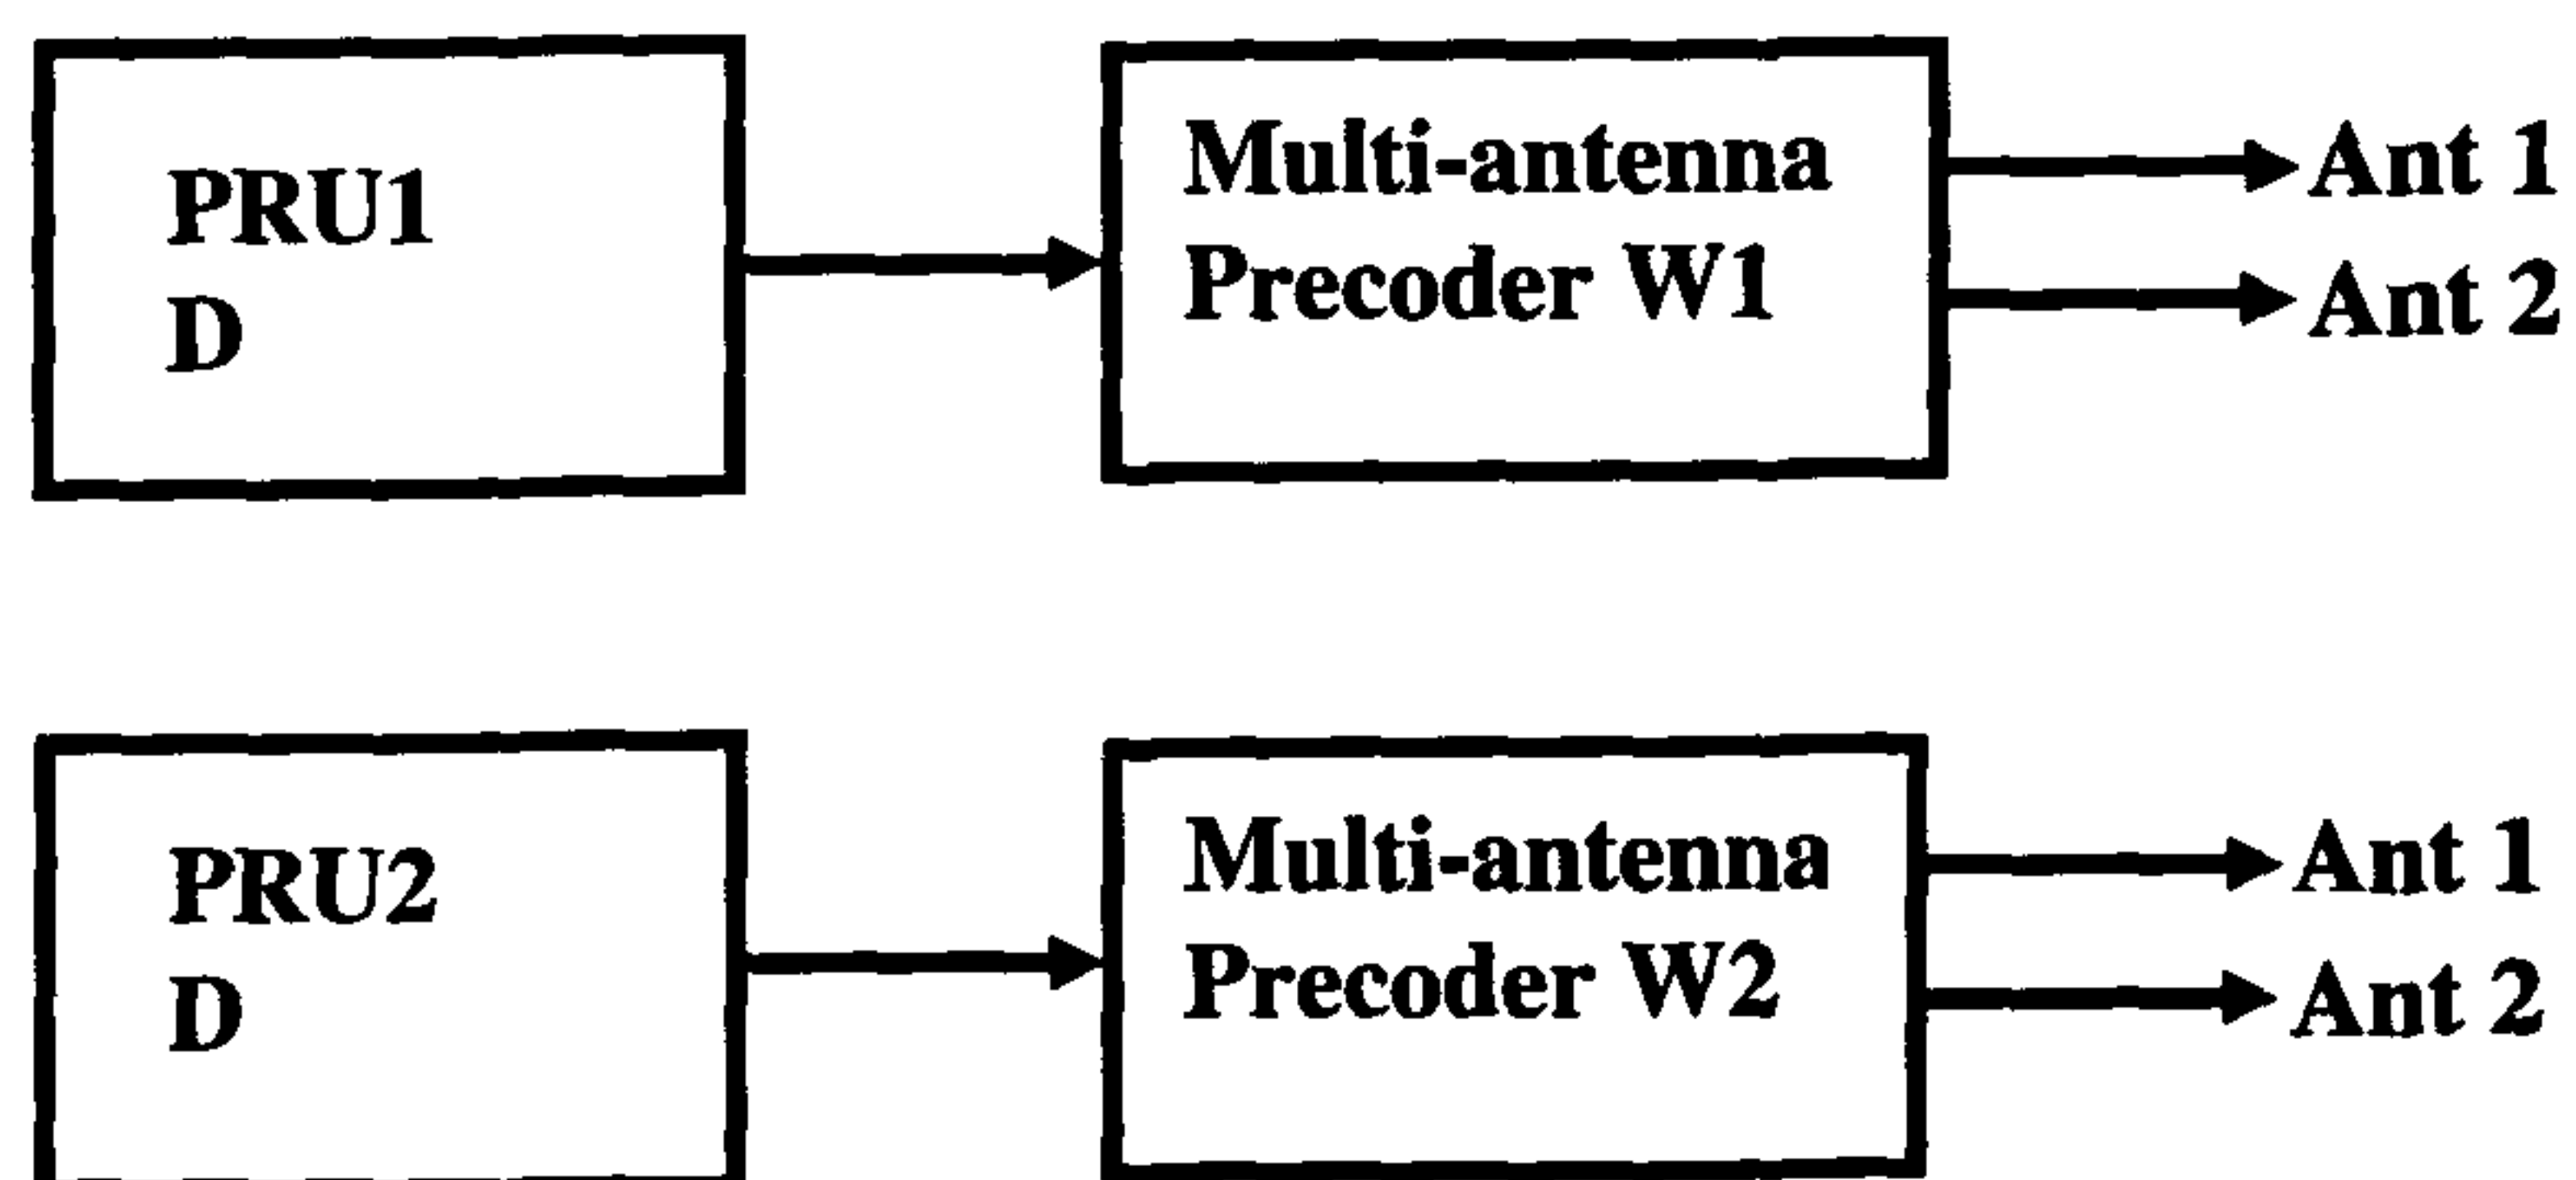 PRU1
D
Multi-antenna
Precoder W1
Ant 1
Ant 2
PRU2
D
Multi-antenna
Precoder W2
Ant 1
Ant 2